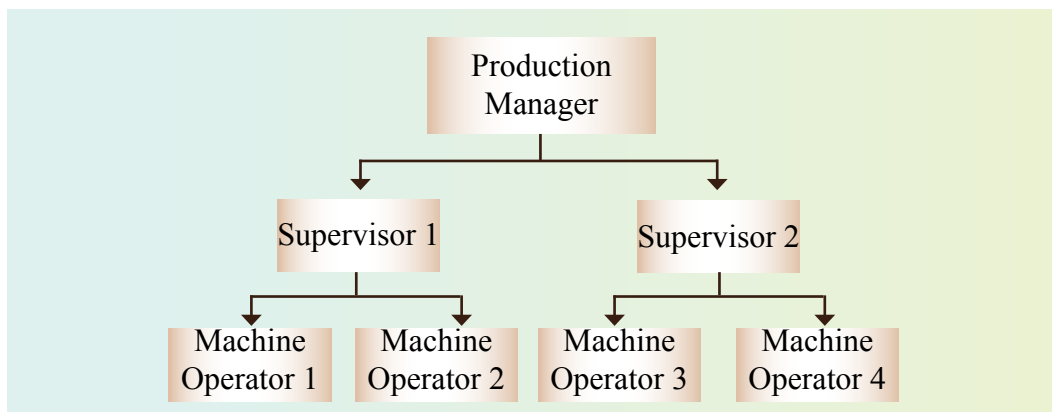 Production
Manager
Supervisor 1
Supervisor 2
Machine
Operator 1
Machine
Operator 2
Machine
Operator 3
Machine
Operator 4